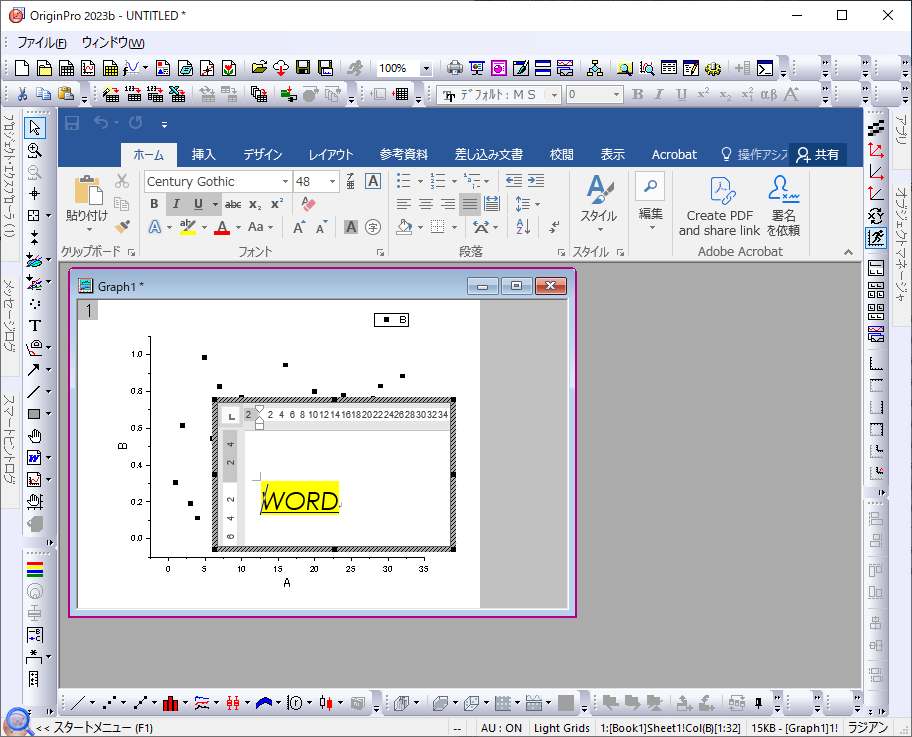 OriginPro 2023b - UNTITLED *
ファイル(F) ウィンドウ(W)
100%
デフォルト: M S 0 B I U x² x₂ x¹₂ αβ A
プロジェクトエクスプローラ (1)
メッセージログ
スマートヒントログ
アプリ
オブジェクトマネージャ
ホーム 挿入 デザイン レイアウト 参考資料 差し込み文書 校閲 表示 Acrobat 操作アシス 共有
貼り付け
Century Gothic 48
B I U abc x₂ x²
A A Aa A A A 字
スタイル
編集
Create PDF and share link
署名を依頼
クリップボード フォント 段落 スタイル Adobe Acrobat
Graph1 *
1
B
1.0
0.8
0.6
0.4
0.2
0.0
B
0 5 10 15 20 25 30 35
A
2 2 4 6 8 10 12 14 16 18 20 22 24 26 28 30 32 34
4
2
2
4
6
WORD
<< スタートメニュー (F1) -- AU : ON Light Grids 1:[Book1]Sheet1!Col(B)[1:32] 15KB - [Graph1]1! ラジアン